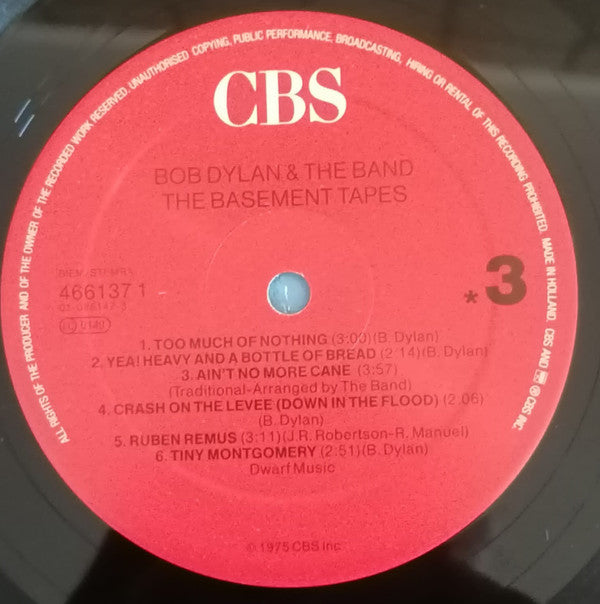 ALL RIGHTS OF THE PRODUCER AND OF THE OWNER OF THE RECORDED WORK RESERVED. UNAUTHORISED COPYING, PUBLIC PERFORMANCE, BROADCASTING, HIRING OR RENTAL OF THIS RECORDING PROHIBITED. MADE IN HOLLAND. CBS AND ℗ CBS INC.
CBS
BOB DYLAN & THE BAND
THE BASEMENT TAPES
BIEM STEMRA
466137 1
*3
LC 0149
1. TOO MUCH OF NOTHING (3:00)(B. Dylan)
2. YEA! HEAVY AND A BOTTLE OF BREAD (2:14)(B. Dylan)
3. AIN'T NO MORE CANE (3:57)
(Traditional-Arranged by The Band)
4. CRASH ON THE LEVEE (DOWN IN THE FLOOD) (2.06)
(B. Dylan)
5. RUBEN REMUS (3:11)(J.R. Robertson-R. Manuel)
6. TINY MONTGOMERY (2:51)(B. Dylan)
Dwarf Music
© 1975 CBS Inc